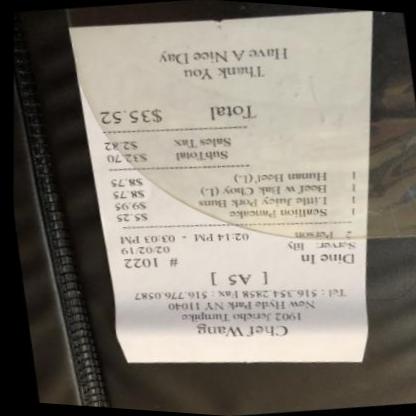 Chef Wang
1902 Jericho Turnpike
New Hyde Park NY 11040
Tel : 516.354.2858 Fax : 516.776.0587
[ A5 ]
Dine In # 1022
Server: lily 02/02/19
2 Person 02:14 PM - 03:03 PM
1 Scallion Pancake $5.25
1 Little Juicy Pork Buns $9.95
1 Beef w Bak Choy (L) $8.75
1 Hunan Beef (L) $8.75
SubTotal $32.70
Sales Tax $2.82
Total $35.52
Thank You
Have A Nice Day